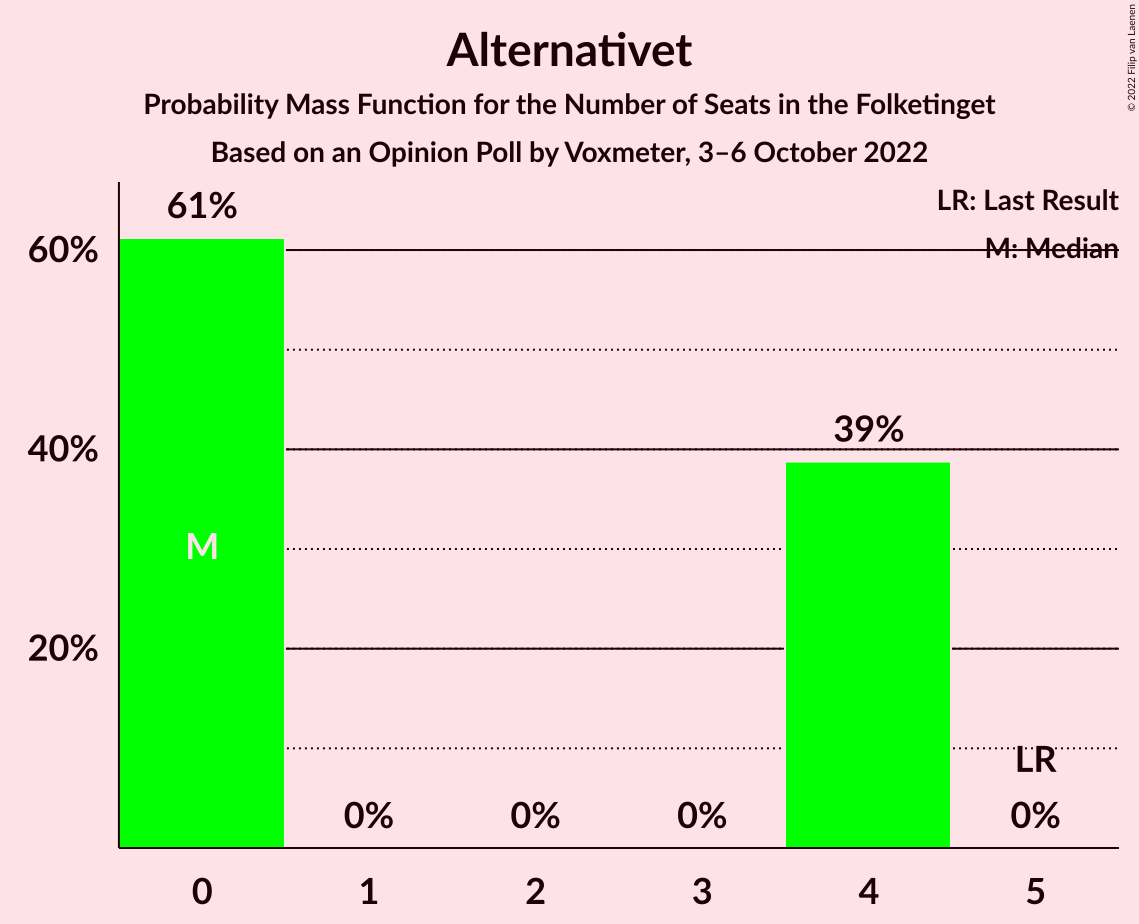 Alternativet
Probability Mass Function for the Number of Seats in the Folketinget
Based on an Opinion Poll by Voxmeter, 3–6 October 2022
© 2022 Filip van Laenen
LR: Last Result
M: Median
61%
60%
39%
40%
M
20%
LR
0%
0%
0%
0%
0
1
2
3
4
5